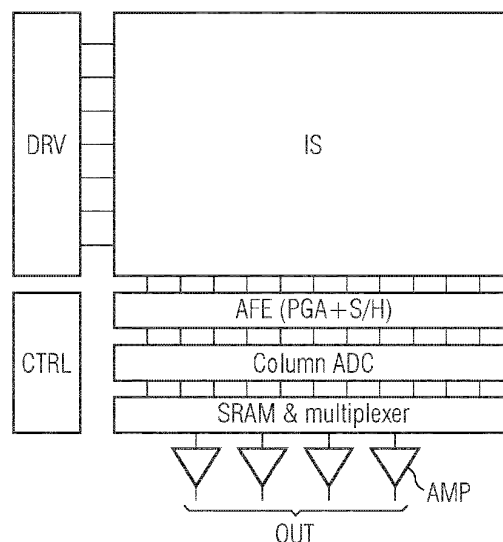 DRV
IS
AFE (PGA+S/H)
CTRL
Column ADC
SRAM & multiplexer
AMP
OUT